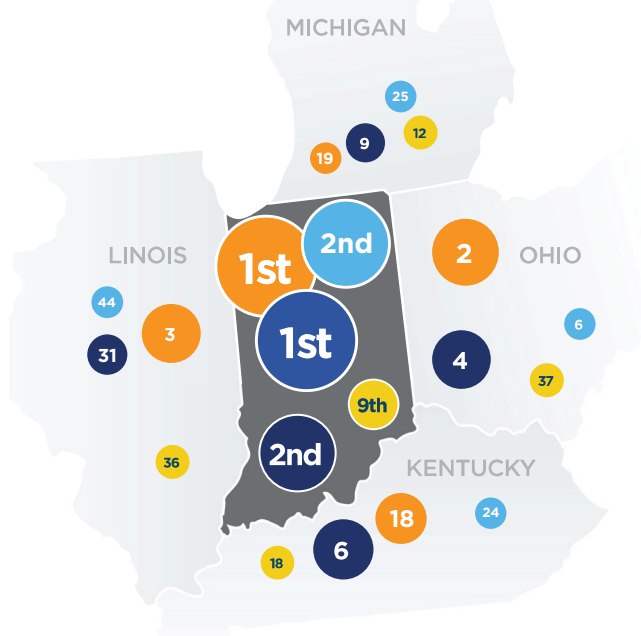 MICHIGAN
25
12
9
19
2nd
1st
2
OHIO
LINOIS
44
3
31
1st
6
4
37
9th
36
2nd
KENTUCKY
24
18
6
18